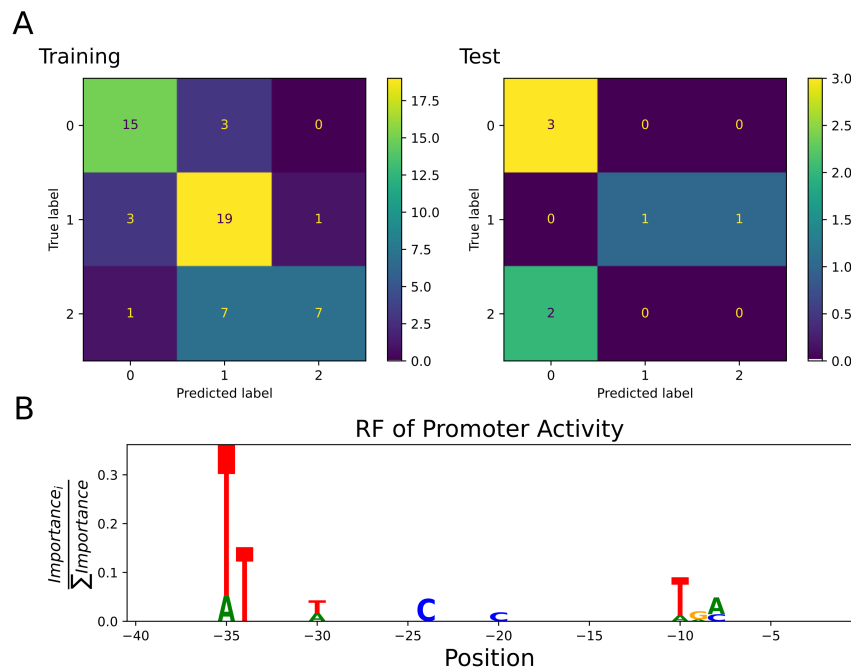 A
Training
Test
0
15
3
0
17.5
15.0
12.5
10.0
7.5
5.0
2.5
0.0
True label
1
3
19
1
2
1
7
7
0
1
2
Predicted label
0
3
0
0
3.0
2.5
2.0
1.5
1.0
0.5
0.0
True label
1
0
1
1
2
2
0
0
0
1
2
Predicted label
B
RF of Promoter Activity
Importanceᵢ
∑Importance
0.3
0.2
0.1
0.0
T
A
T
T
A
C
C
T
A
G
A
C
−40
−35
−30
−25
−20
−15
−10
−5
Position